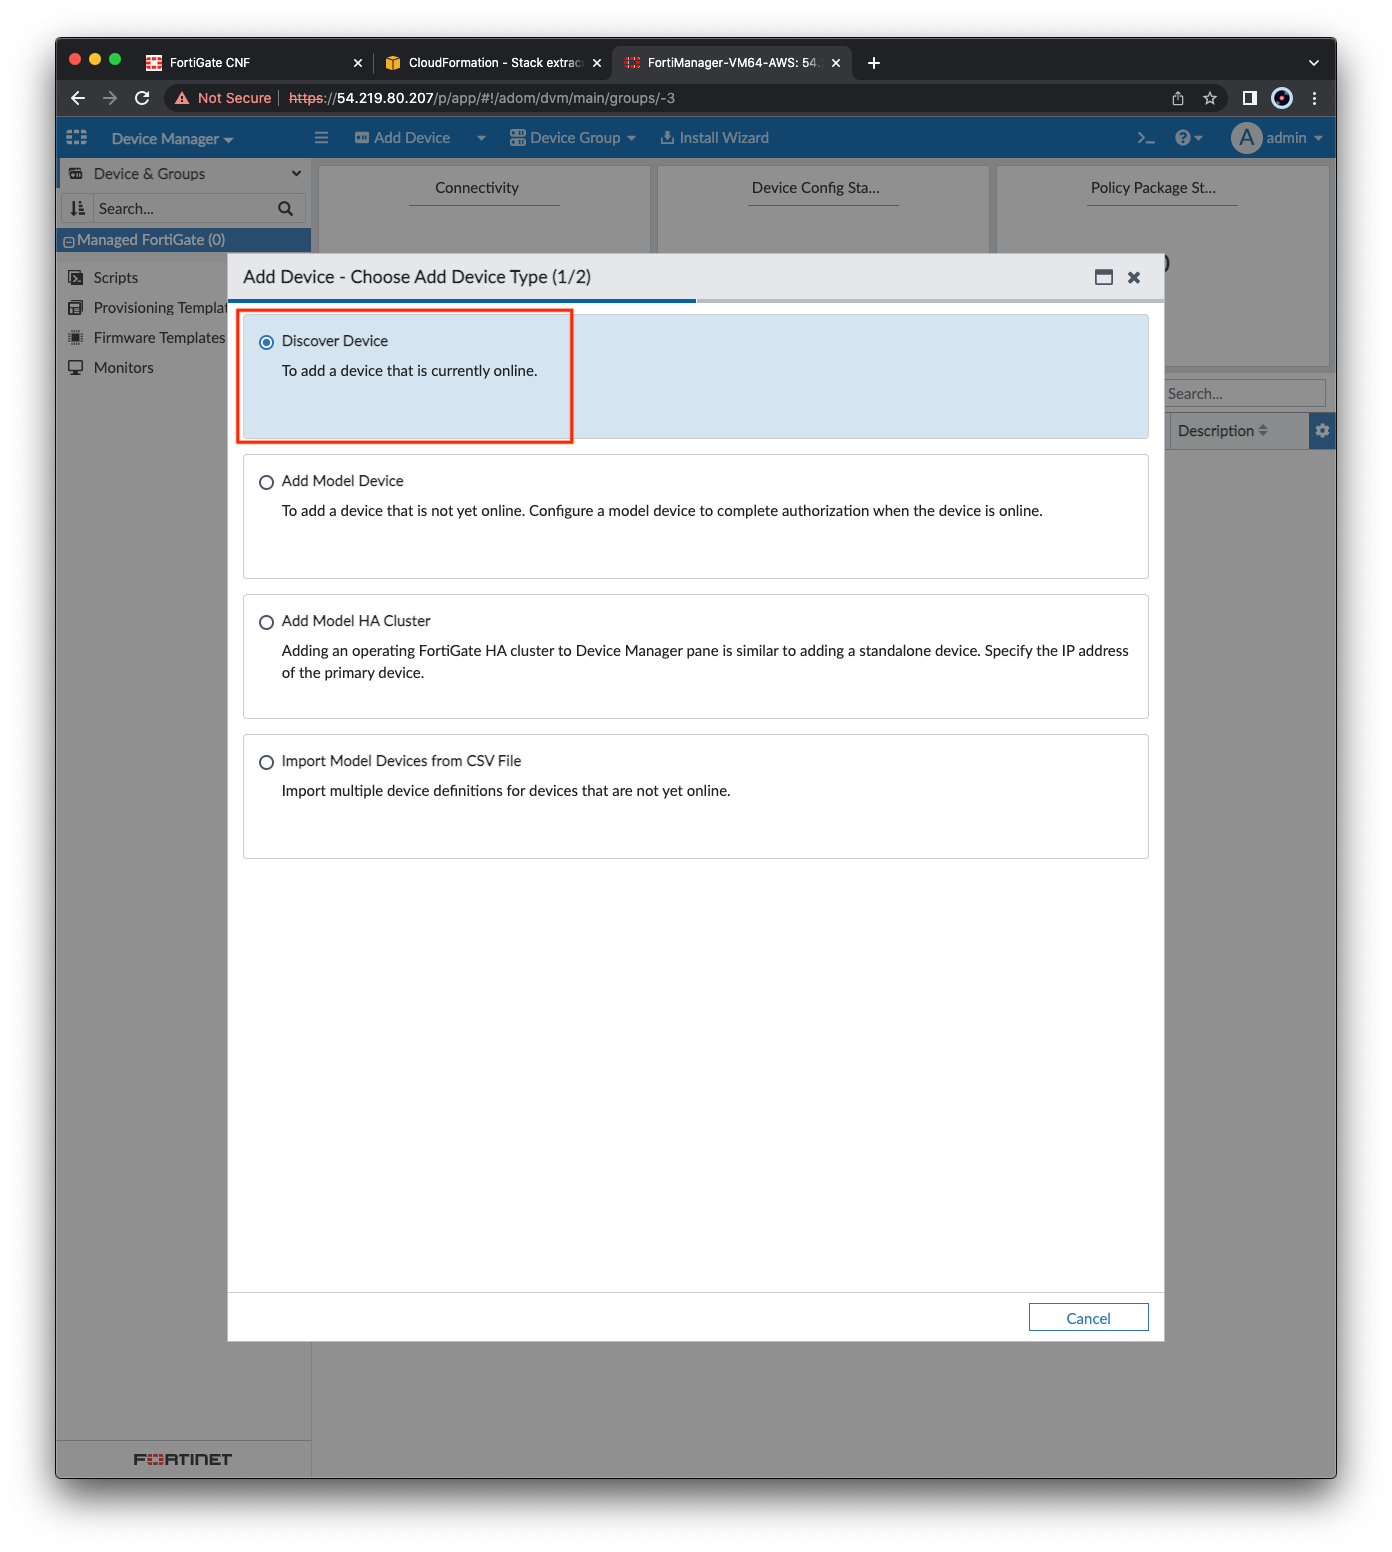 FortiGate CNF
CloudFormation - Stack extrac
FortiManager-VM64-AWS: 54.
Not Secure
https://54.219.80.207/p/app/#!/adom/dvm/main/groups/-3
Device Manager
Add Device
Device Group
Install Wizard
A
admin
Device & Groups
Search...
Managed FortiGate (0)
Scripts
Provisioning Templat
Firmware Templates
Monitors
Connectivity
Device Config Sta...
Policy Package St...
)
Add Device - Choose Add Device Type (1/2)
Discover Device
To add a device that is currently online.
Add Model Device
To add a device that is not yet online. Configure a model device to complete authorization when the device is online.
Add Model HA Cluster
Adding an operating FortiGate HA cluster to Device Manager pane is similar to adding a standalone device. Specify the IP address
of the primary device.
Import Model Devices from CSV File
Import multiple device definitions for devices that are not yet online.
Search...
Description
Cancel
FORTINET